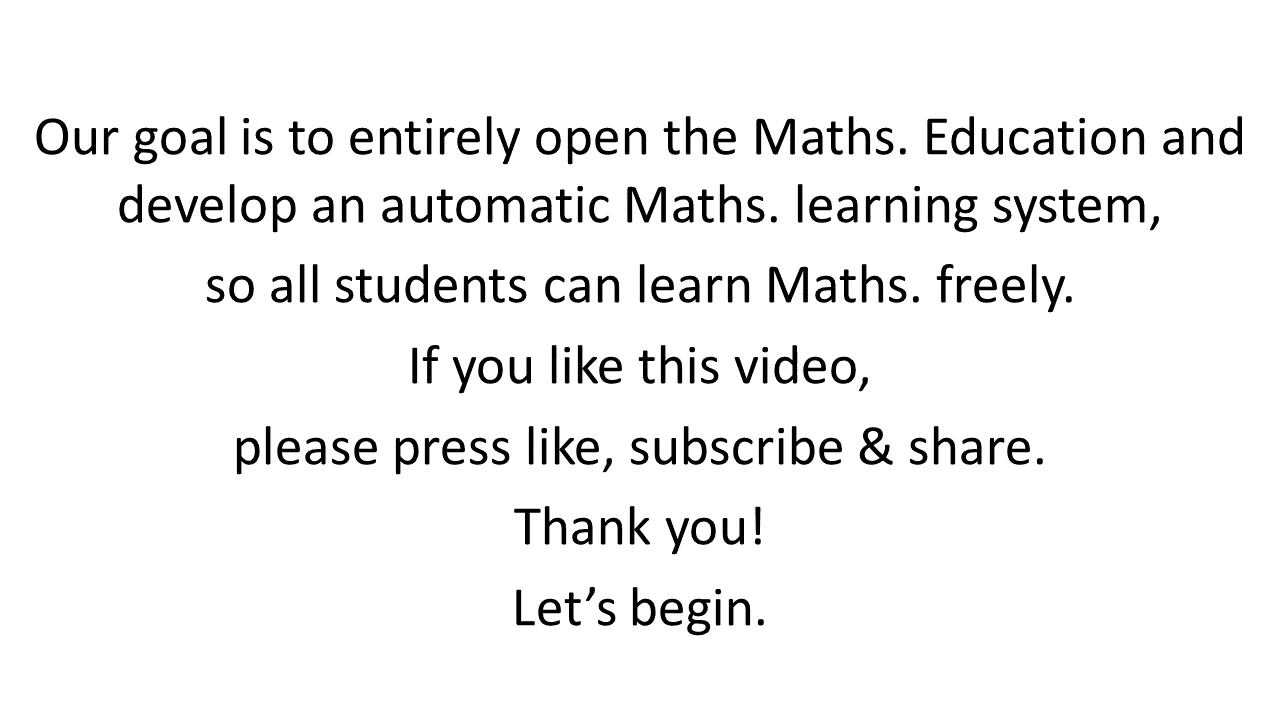 Our goal is to entirely open the Maths. Education and
develop an automatic Maths. learning system,
so all students can learn Maths. freely.
If you like this video,
please press like, subscribe & share.
Thank you!
Let’s begin.